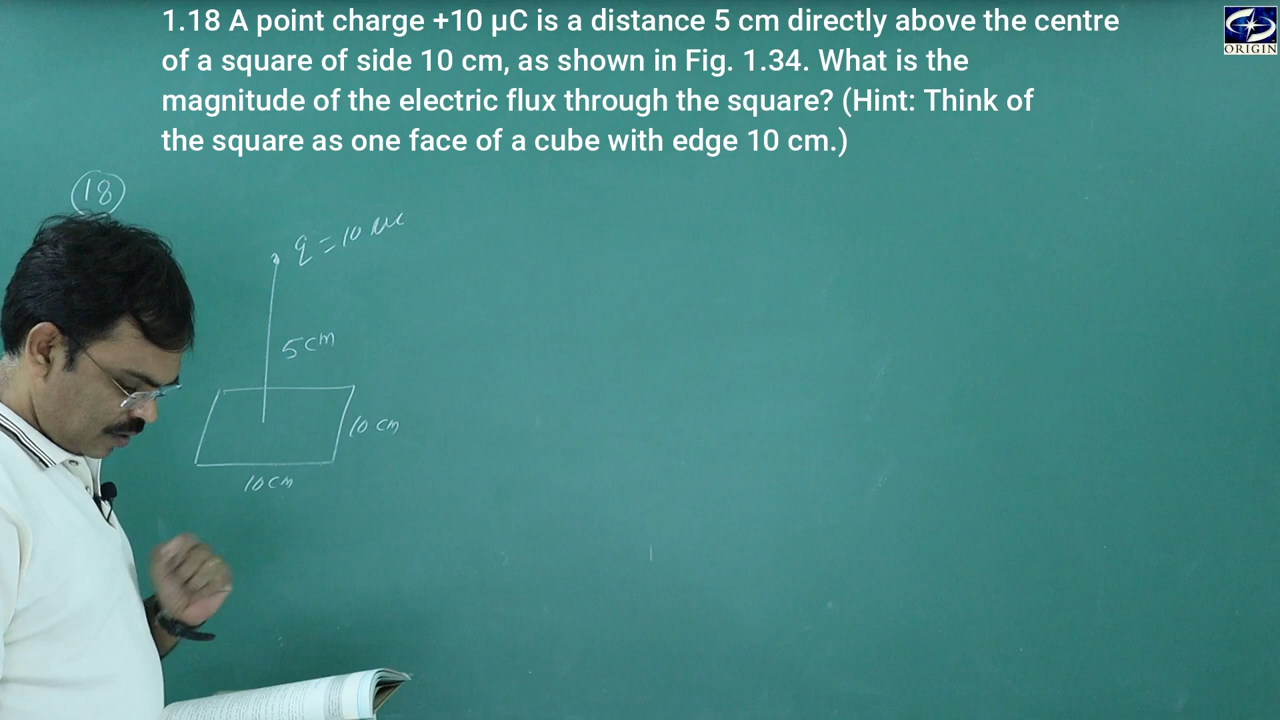 1.18 A point charge +10 µC is a distance 5 cm directly above the centre
of a square of side 10 cm, as shown in Fig. 1.34. What is the
magnitude of the electric flux through the square? (Hint: Think of
the square as one face of a cube with edge 10 cm.)
ORIGIN
18
q = 10 µc
5 cm
10 cm
10 cm